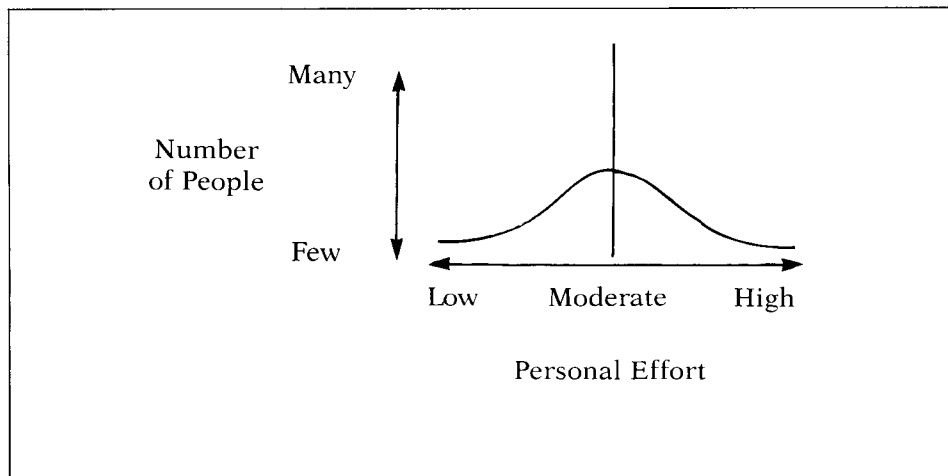 Many
Number
of People
Few
Low Moderate High
Personal Effort